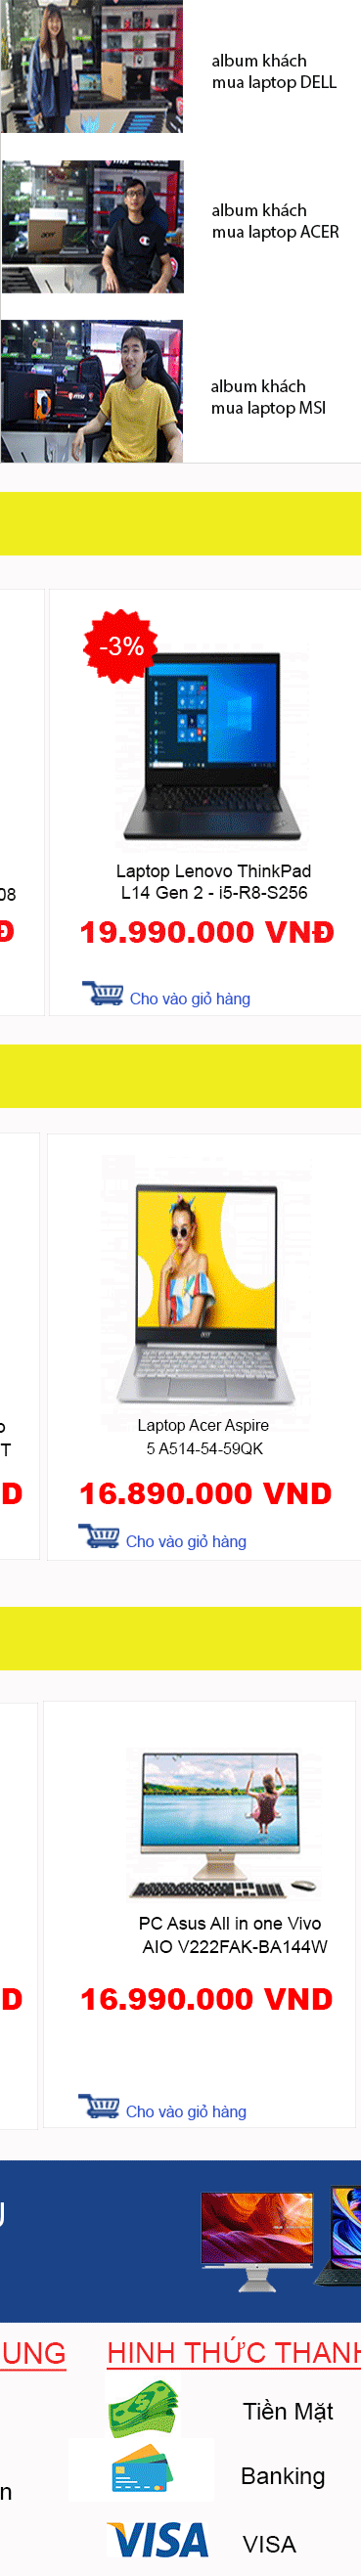 album khách
mua laptop DELL
album khách
mua laptop ACER
album khách
mua laptop MSI
-3%
Laptop Lenovo ThinkPad
L14 Gen 2 - i5-R8-S256
08
19.990.000 VNĐ
Đ
Cho vào giỏ hàng
Laptop Acer Aspire
5 A514-54-59QK
T
16.890.000 VND
D
Cho vào giỏ hàng
PC Asus All in one Vivo
AIO V222FAK-BA144W
16.990.000 VND
D
Cho vào giỏ hàng
UNG
HINH THỨC THANH
Tiền Mặt
Banking
n
VISA
VISA